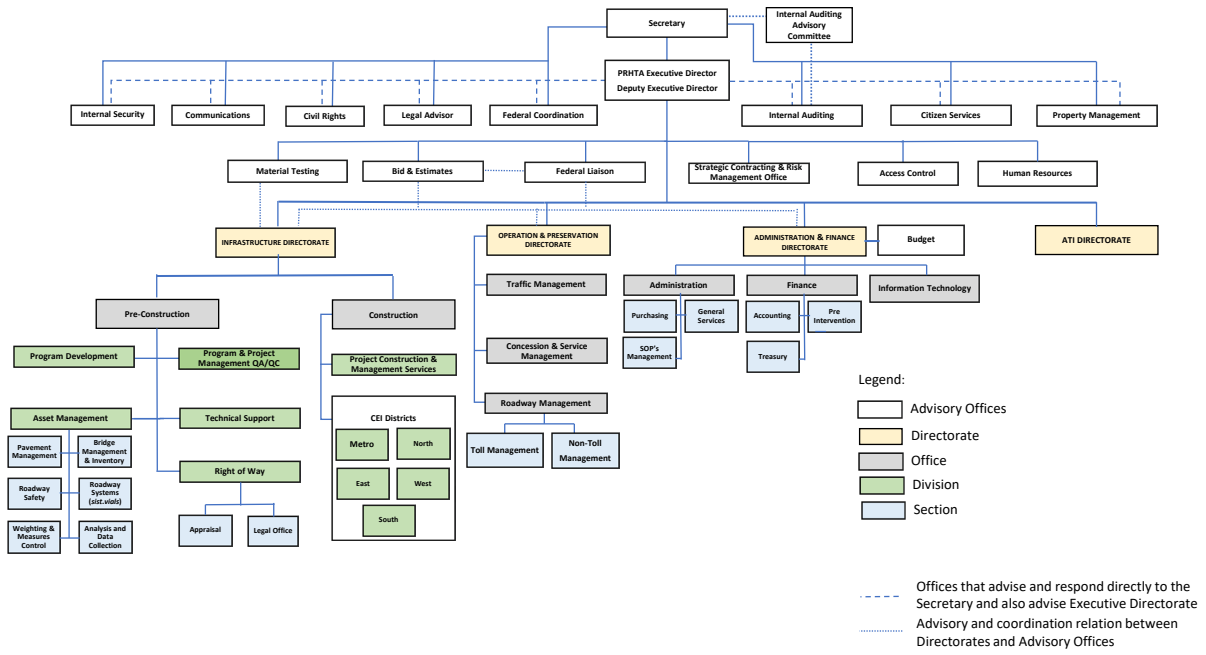 Secretary
Internal Auditing
Advisory
Committee
PRHTA Executive Director
Deputy Executive Director
Internal Security
Communications
Civil Rights
Legal Advisor
Federal Coordination
Internal Auditing
Citizen Services
Property Management
Material Testing
Bid & Estimates
Federal Liaison
Strategic Contracting & Risk
Management Office
Access Control
Human Resources
INFRASTRUCTURE DIRECTORATE
OPERATION & PRESERVATION
DIRECTORATE
ADMINISTRATION & FINANCE
DIRECTORATE
Budget
ATI DIRECTORATE
Pre-Construction
Construction
Traffic Management
Administration
Finance
Information Technology
Purchasing
General
Services
Accounting
Pre
Intervention
SOP's
Management
Treasury
Program Development
Program & Project
Management QA/QC
Project Construction &
Management Services
Concession & Service
Management
Asset Management
Technical Support
CEI Districts
Roadway Management
Pavement
Management
Bridge
Management
& Inventory
Metro
North
Toll Management
Non-Toll
Management
Right of Way
Roadway
Safety
Roadway
Systems
(sist.vials)
East
West
Weighting &
Measures
Control
Analysis and
Data
Collection
Appraisal
Legal Office
South
Legend:
Advisory Offices
Directorate
Office
Division
Section
Offices that advise and respond directly to the
Secretary and also advise Executive Directorate
Advisory and coordination relation between
Directorates and Advisory Offices